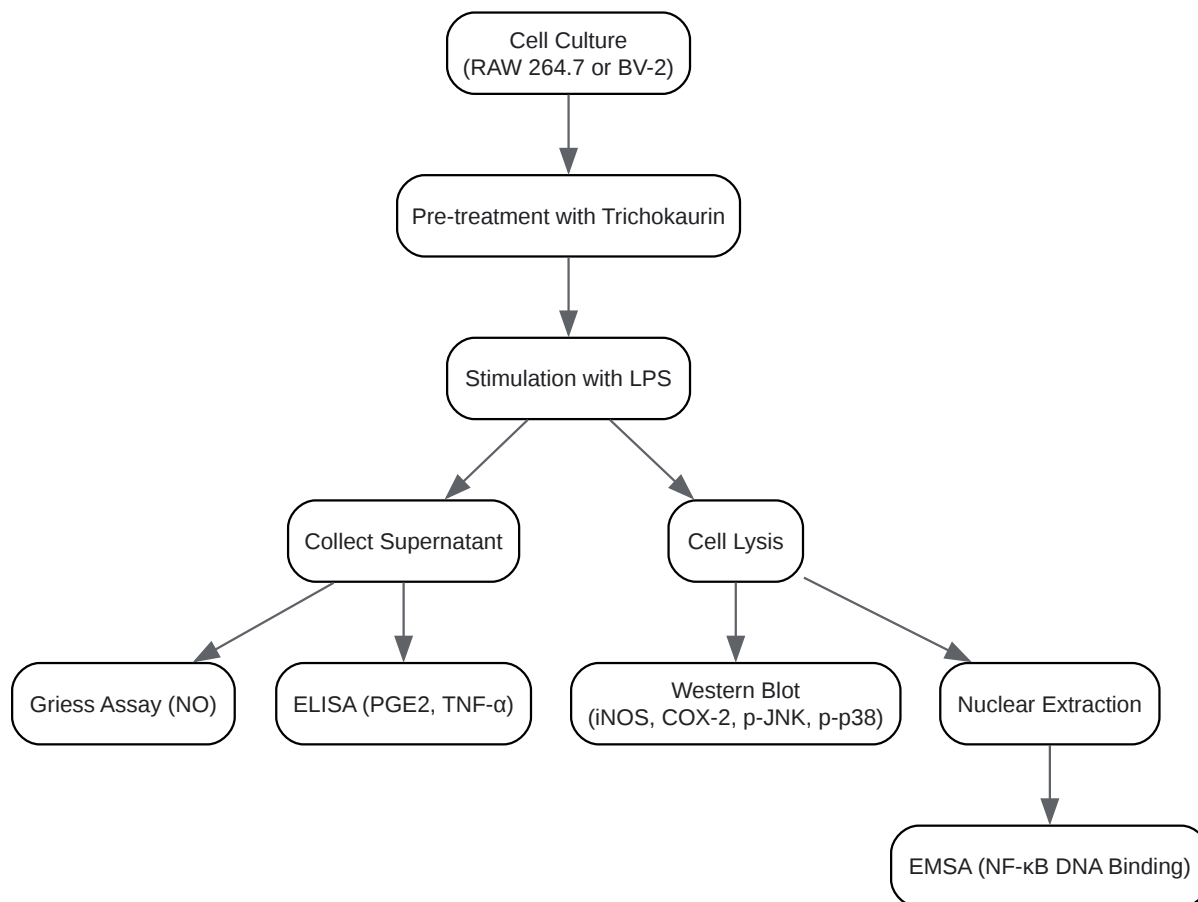 Cell Culture
(RAW 264.7 or BV-2)
Pre-treatment with Trichokaurin
Stimulation with LPS
Collect Supernatant
Cell Lysis
Griess Assay (NO)
ELISA (PGE2, TNF-α)
Western Blot
(iNOS, COX-2, p-JNK, p-p38)
Nuclear Extraction
EMSA (NF-κB DNA Binding)